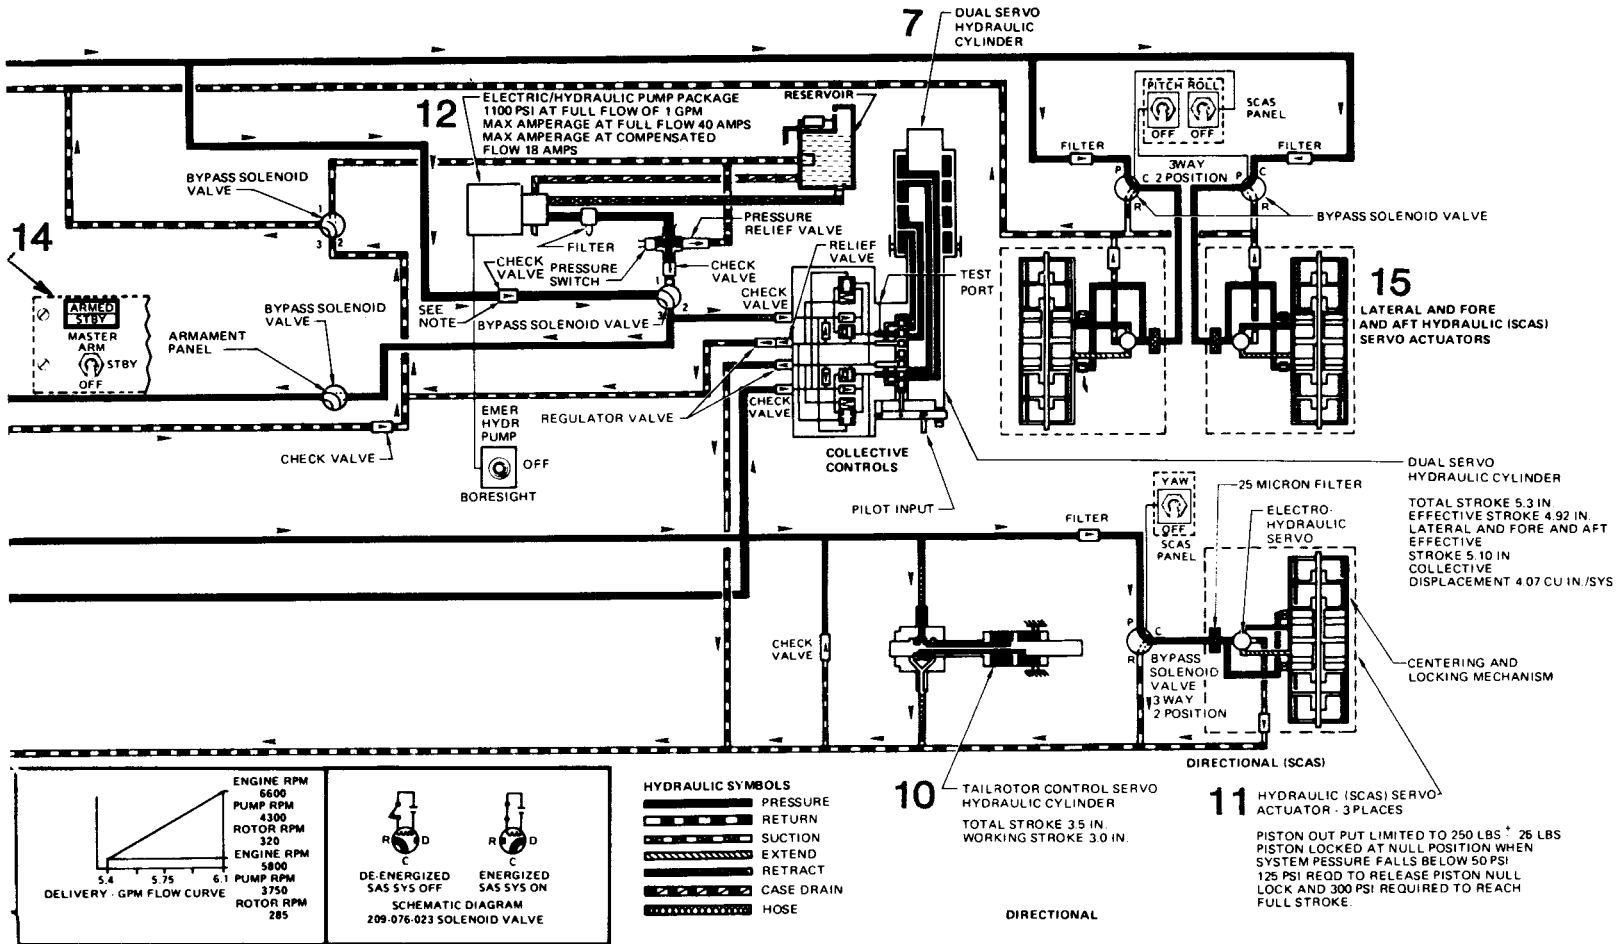 7
DUAL SERVO
HYDRAULIC
CYLINDER
12
ELECTRIC/HYDRAULIC PUMP PACKAGE
1100 PSI AT FULL FLOW OF 1 GPM
MAX AMPERAGE AT FULL FLOW 40 AMPS
MAX AMPERAGE AT COMPENSATED
FLOW 18 AMPS
RESERVOIR
PITCH ROLL
OFF OFF
SCAS
PANEL
FILTER
FILTER
3WAY
2 POSITION
P
C
R
P
C
R
BYPASS SOLENOID VALVE
BYPASS SOLENOID
VALVE
1
3
2
14
ARMED
STBY
MASTER
ARM
STBY
OFF
ARMAMENT
PANEL
BYPASS SOLENOID
VALVE
CHECK
VALVE
SEE
NOTE
FILTER
PRESSURE
SWITCH
PRESSURE
RELIEF VALVE
CHECK
VALVE
1
2
3
BYPASS SOLENOID VALVE
RELIEF
VALVE
CHECK
VALVE
TEST
PORT
15
LATERAL AND FORE
AND AFT HYDRAULIC (SCAS)
SERVO ACTUATORS
REGULATOR VALVE
CHECK
VALVE
CHECK VALVE
EMER
HYDR
PUMP
OFF
BORESIGHT
COLLECTIVE
CONTROLS
PILOT INPUT
DUAL SERVO
HYDRAULIC CYLINDER
TOTAL STROKE 5.3 IN
EFFECTIVE STROKE 4.92 IN.
LATERAL AND FORE AND AFT
EFFECTIVE
STROKE 5.10 IN
COLLECTIVE
DISPLACEMENT 4.07 CU IN./SYS
YAW
OFF
SCAS
PANEL
25 MICRON FILTER
ELECTRO-
HYDRAULIC
SERVO
FILTER
CHECK
VALVE
P
C
R
BYPASS
SOLENOID
VALVE
3 WAY
2 POSITION
CENTERING AND
LOCKING MECHANISM
DIRECTIONAL (SCAS)
10
TAILROTOR CONTROL SERVO
HYDRAULIC CYLINDER
TOTAL STROKE 3.5 IN.
WORKING STROKE 3.0 IN.
11
HYDRAULIC (SCAS) SERVO
ACTUATOR - 3 PLACES
PISTON OUT PUT LIMITED TO 250 LBS ± 26 LBS
PISTON LOCKED AT NULL POSITION WHEN
SYSTEM PESSURE FALLS BELOW 50 PSI
125 PSI REQD TO RELEASE PISTON NULL
LOCK AND 300 PSI REQUIRED TO REACH
FULL STROKE.
ENGINE RPM
6600
PUMP RPM
4300
ROTOR RPM
320
ENGINE RPM
5800
PUMP RPM
3750
ROTOR RPM
285
5.4 5.75 6.1
DELIVERY - GPM FLOW CURVE
R D
C
R D
C
DE-ENERGIZED
SAS SYS OFF
ENERGIZED
SAS SYS ON
SCHEMATIC DIAGRAM
209-076-023 SOLENOID VALVE
HYDRAULIC SYMBOLS
PRESSURE
RETURN
SUCTION
EXTEND
RETRACT
CASE DRAIN
HOSE
DIRECTIONAL